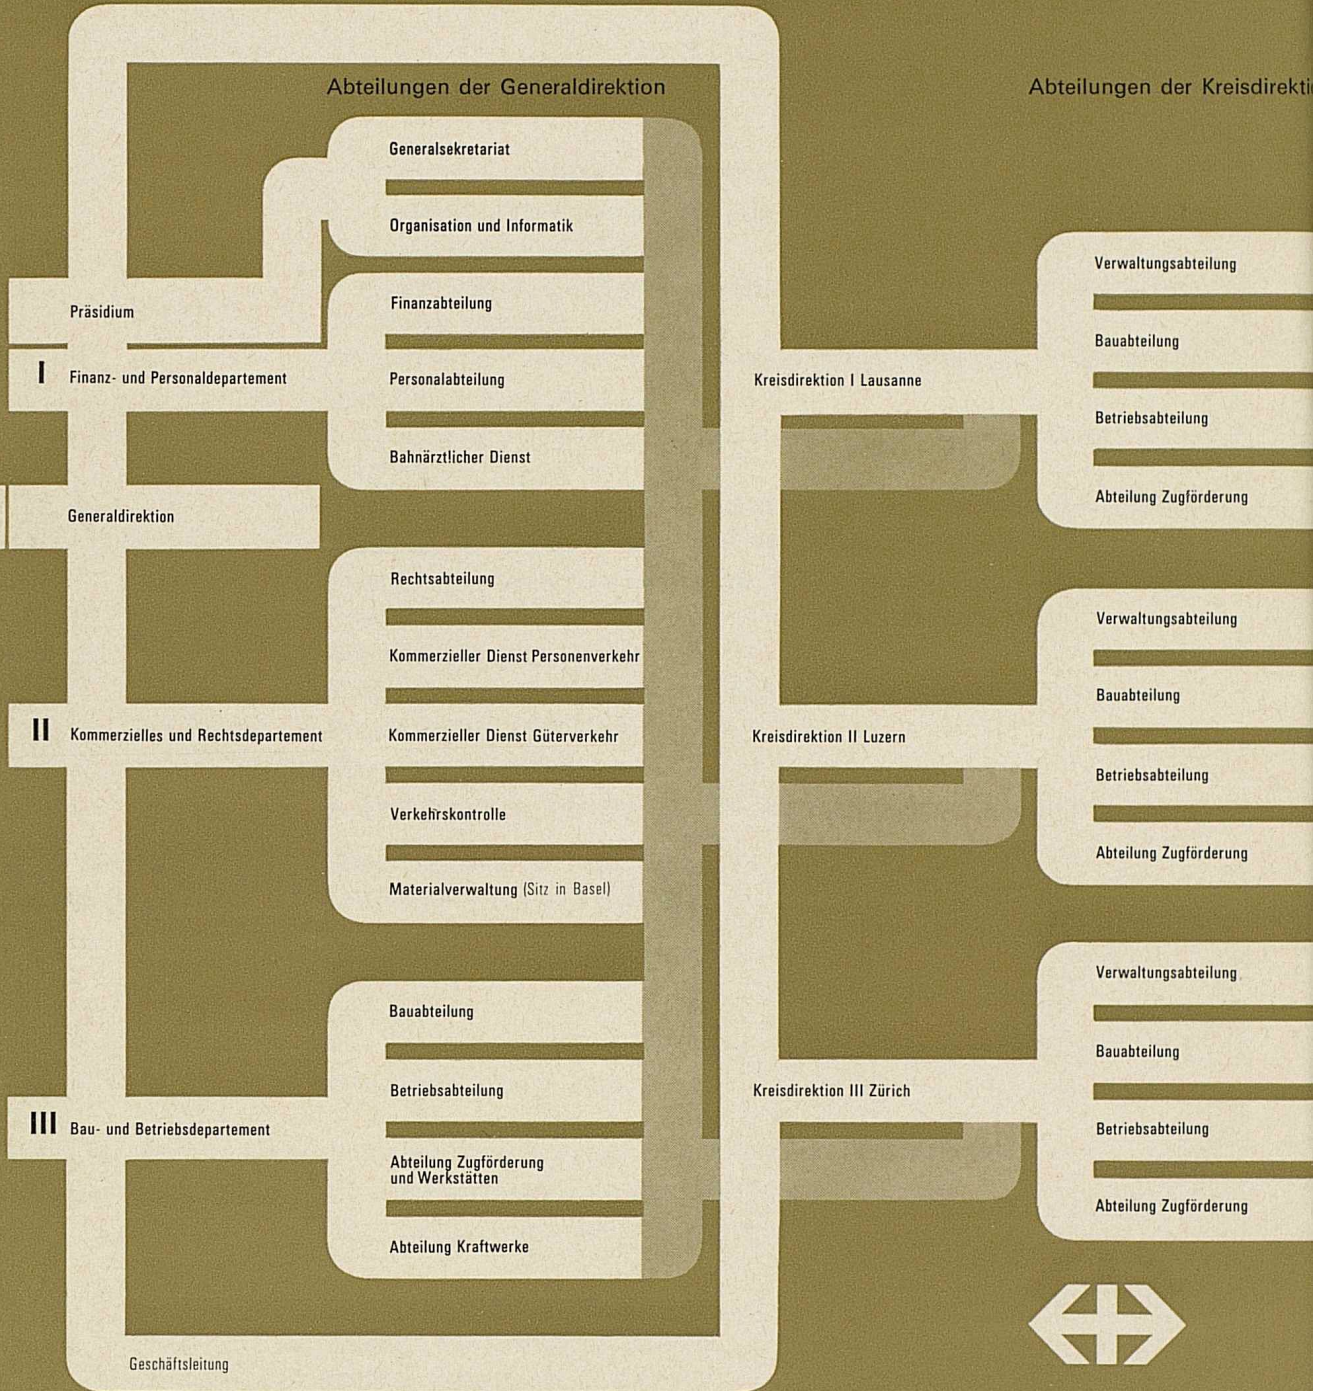 Abteilungen der Generaldirektion
Abteilungen der Kreisdirekti
Generalsekretariat
Organisation und Informatik
Präsidium
Finanzabteilung
I Finanz- und Personaldepartement
Personalabteilung
Bahnärztlicher Dienst
Generaldirektion
Rechtsabteilung
Kommerzieller Dienst Personenverkehr
II Kommerzielles und Rechtsdepartement
Kommerzieller Dienst Güterverkehr
Verkehrskontrolle
Materialverwaltung (Sitz in Basel)
Bauabteilung
Betriebsabteilung
III Bau- und Betriebsdepartement
Abteilung Zugförderung
und Werkstätten
Abteilung Kraftwerke
Geschäftsleitung
Kreisdirektion I Lausanne
Verwaltungsabteilung
Bauabteilung
Betriebsabteilung
Abteilung Zugförderung
Kreisdirektion II Luzern
Verwaltungsabteilung
Bauabteilung
Betriebsabteilung
Abteilung Zugförderung
Kreisdirektion III Zürich
Verwaltungsabteilung
Bauabteilung
Betriebsabteilung
Abteilung Zugförderung